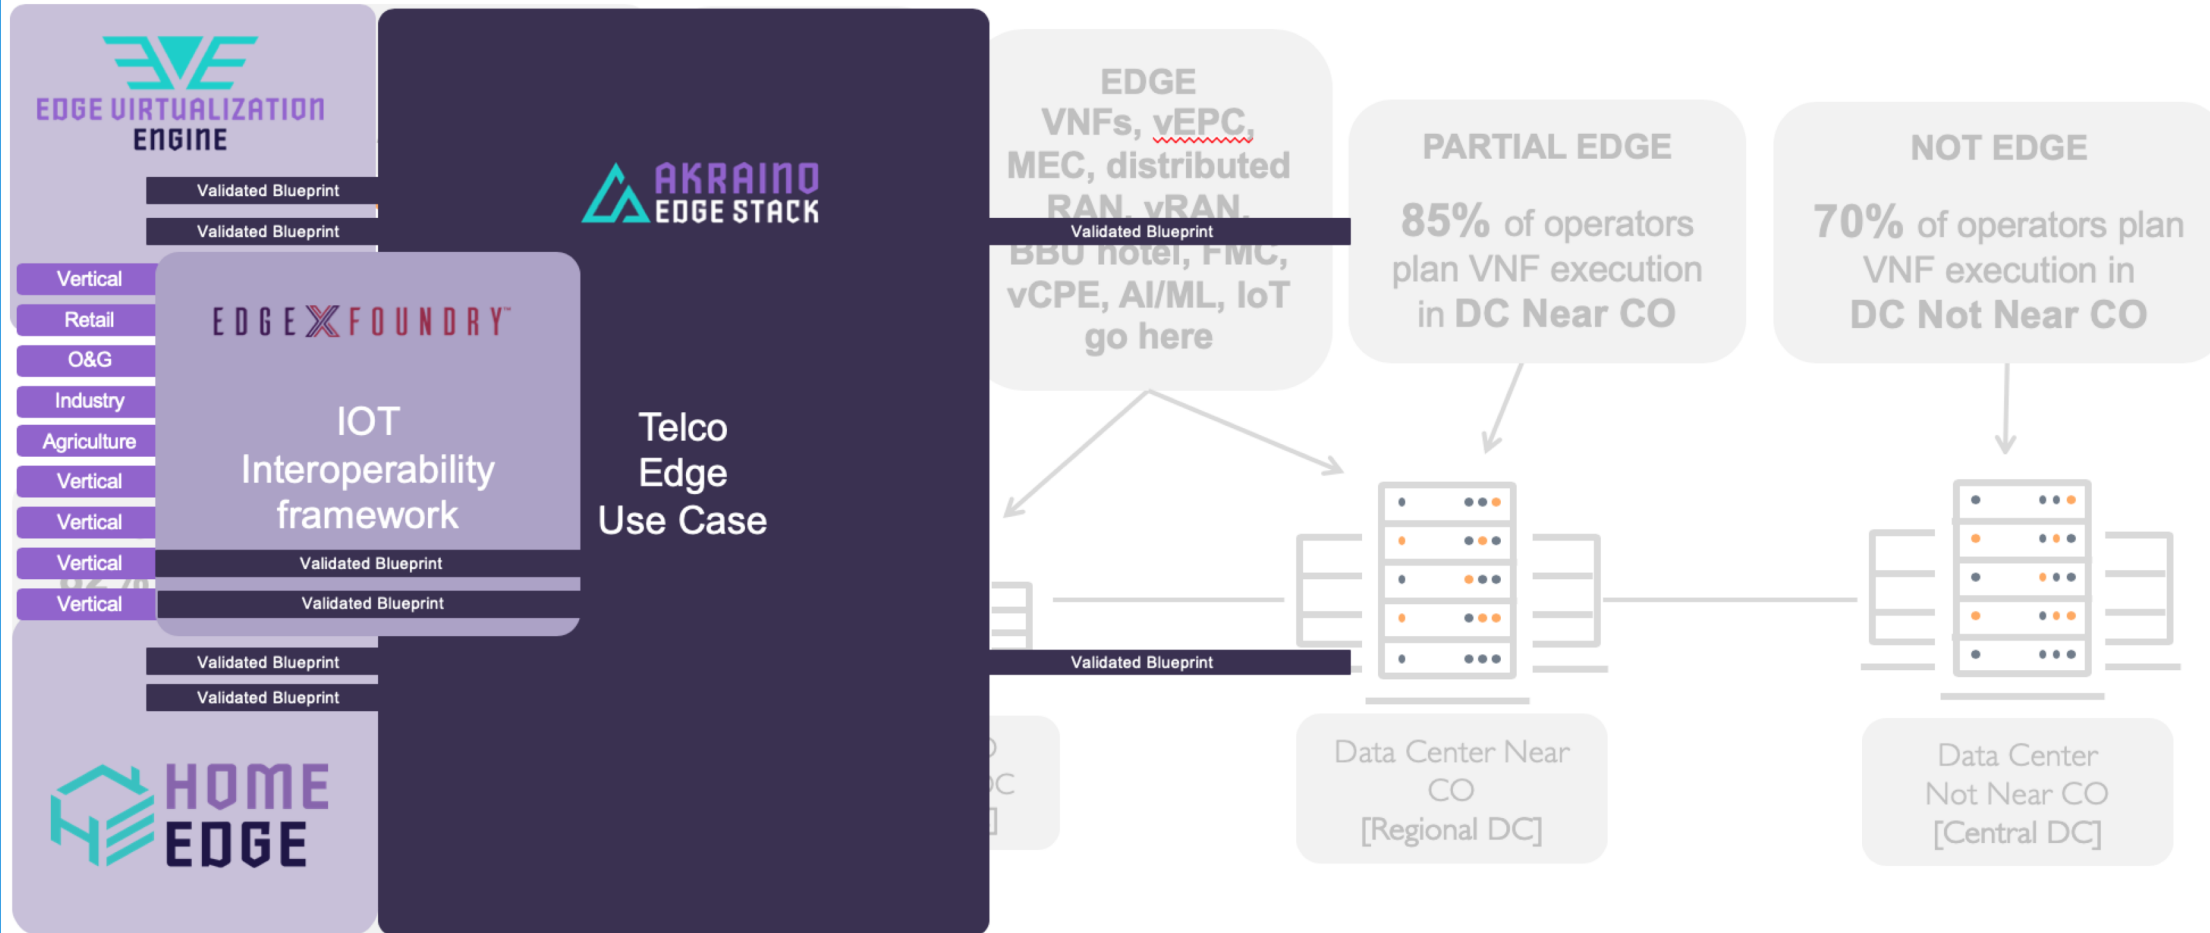 EDGE VIRTUALIZATION
ENGINE
Validated Blueprint
Validated Blueprint
Vertical
Retail
O&G
Industry
Agriculture
Vertical
Vertical
Vertical
Vertical
EDGE X FOUNDRY™
IOT
Interoperability
framework
Validated Blueprint
Validated Blueprint
Validated Blueprint
Validated Blueprint
HOME
EDGE
AKRAINO
EDGE STACK
Telco
Edge
Use Case
EDGE
VNFs, vEPC,
MEC, distributed
RAN, vRAN,
Validated Blueprint
BBU hotel, FMC,
vCPE, AI/ML, IoT
go here
Validated Blueprint
PARTIAL EDGE
85% of operators
plan VNF execution
in DC Near CO
NOT EDGE
70% of operators plan
VNF execution in
DC Not Near CO
Data Center Near
CO
[Regional DC]
Data Center
Not Near CO
[Central DC]